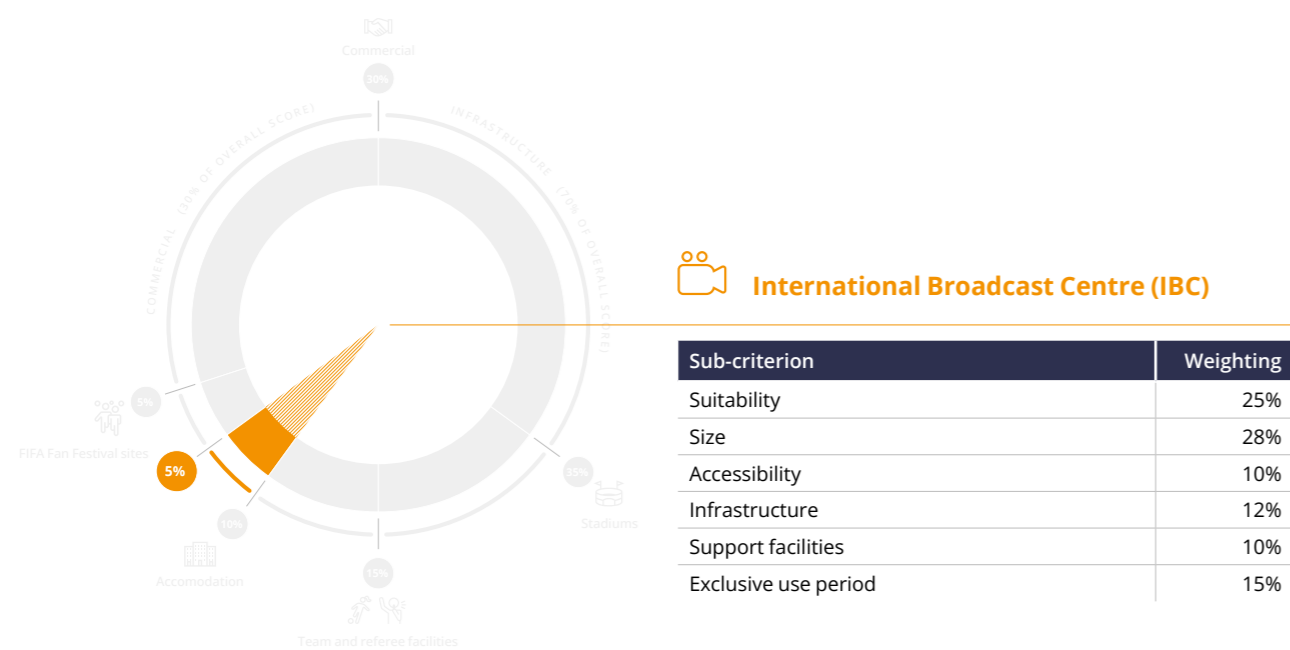 Commercial
30%
COMMERCIAL (30% OF OVERALL SCORE)
INFRASTRUCTURE (70% OF OVERALL SCORE)
5%
FIFA Fan Festival sites
5%
10%
Accomodation
15%
Team and referee facilities
35%
Stadiums
International Broadcast Centre (IBC)
Sub-criterion Weighting
Suitability 25%
Size 28%
Accessibility 10%
Infrastructure 12%
Support facilities 10%
Exclusive use period 15%